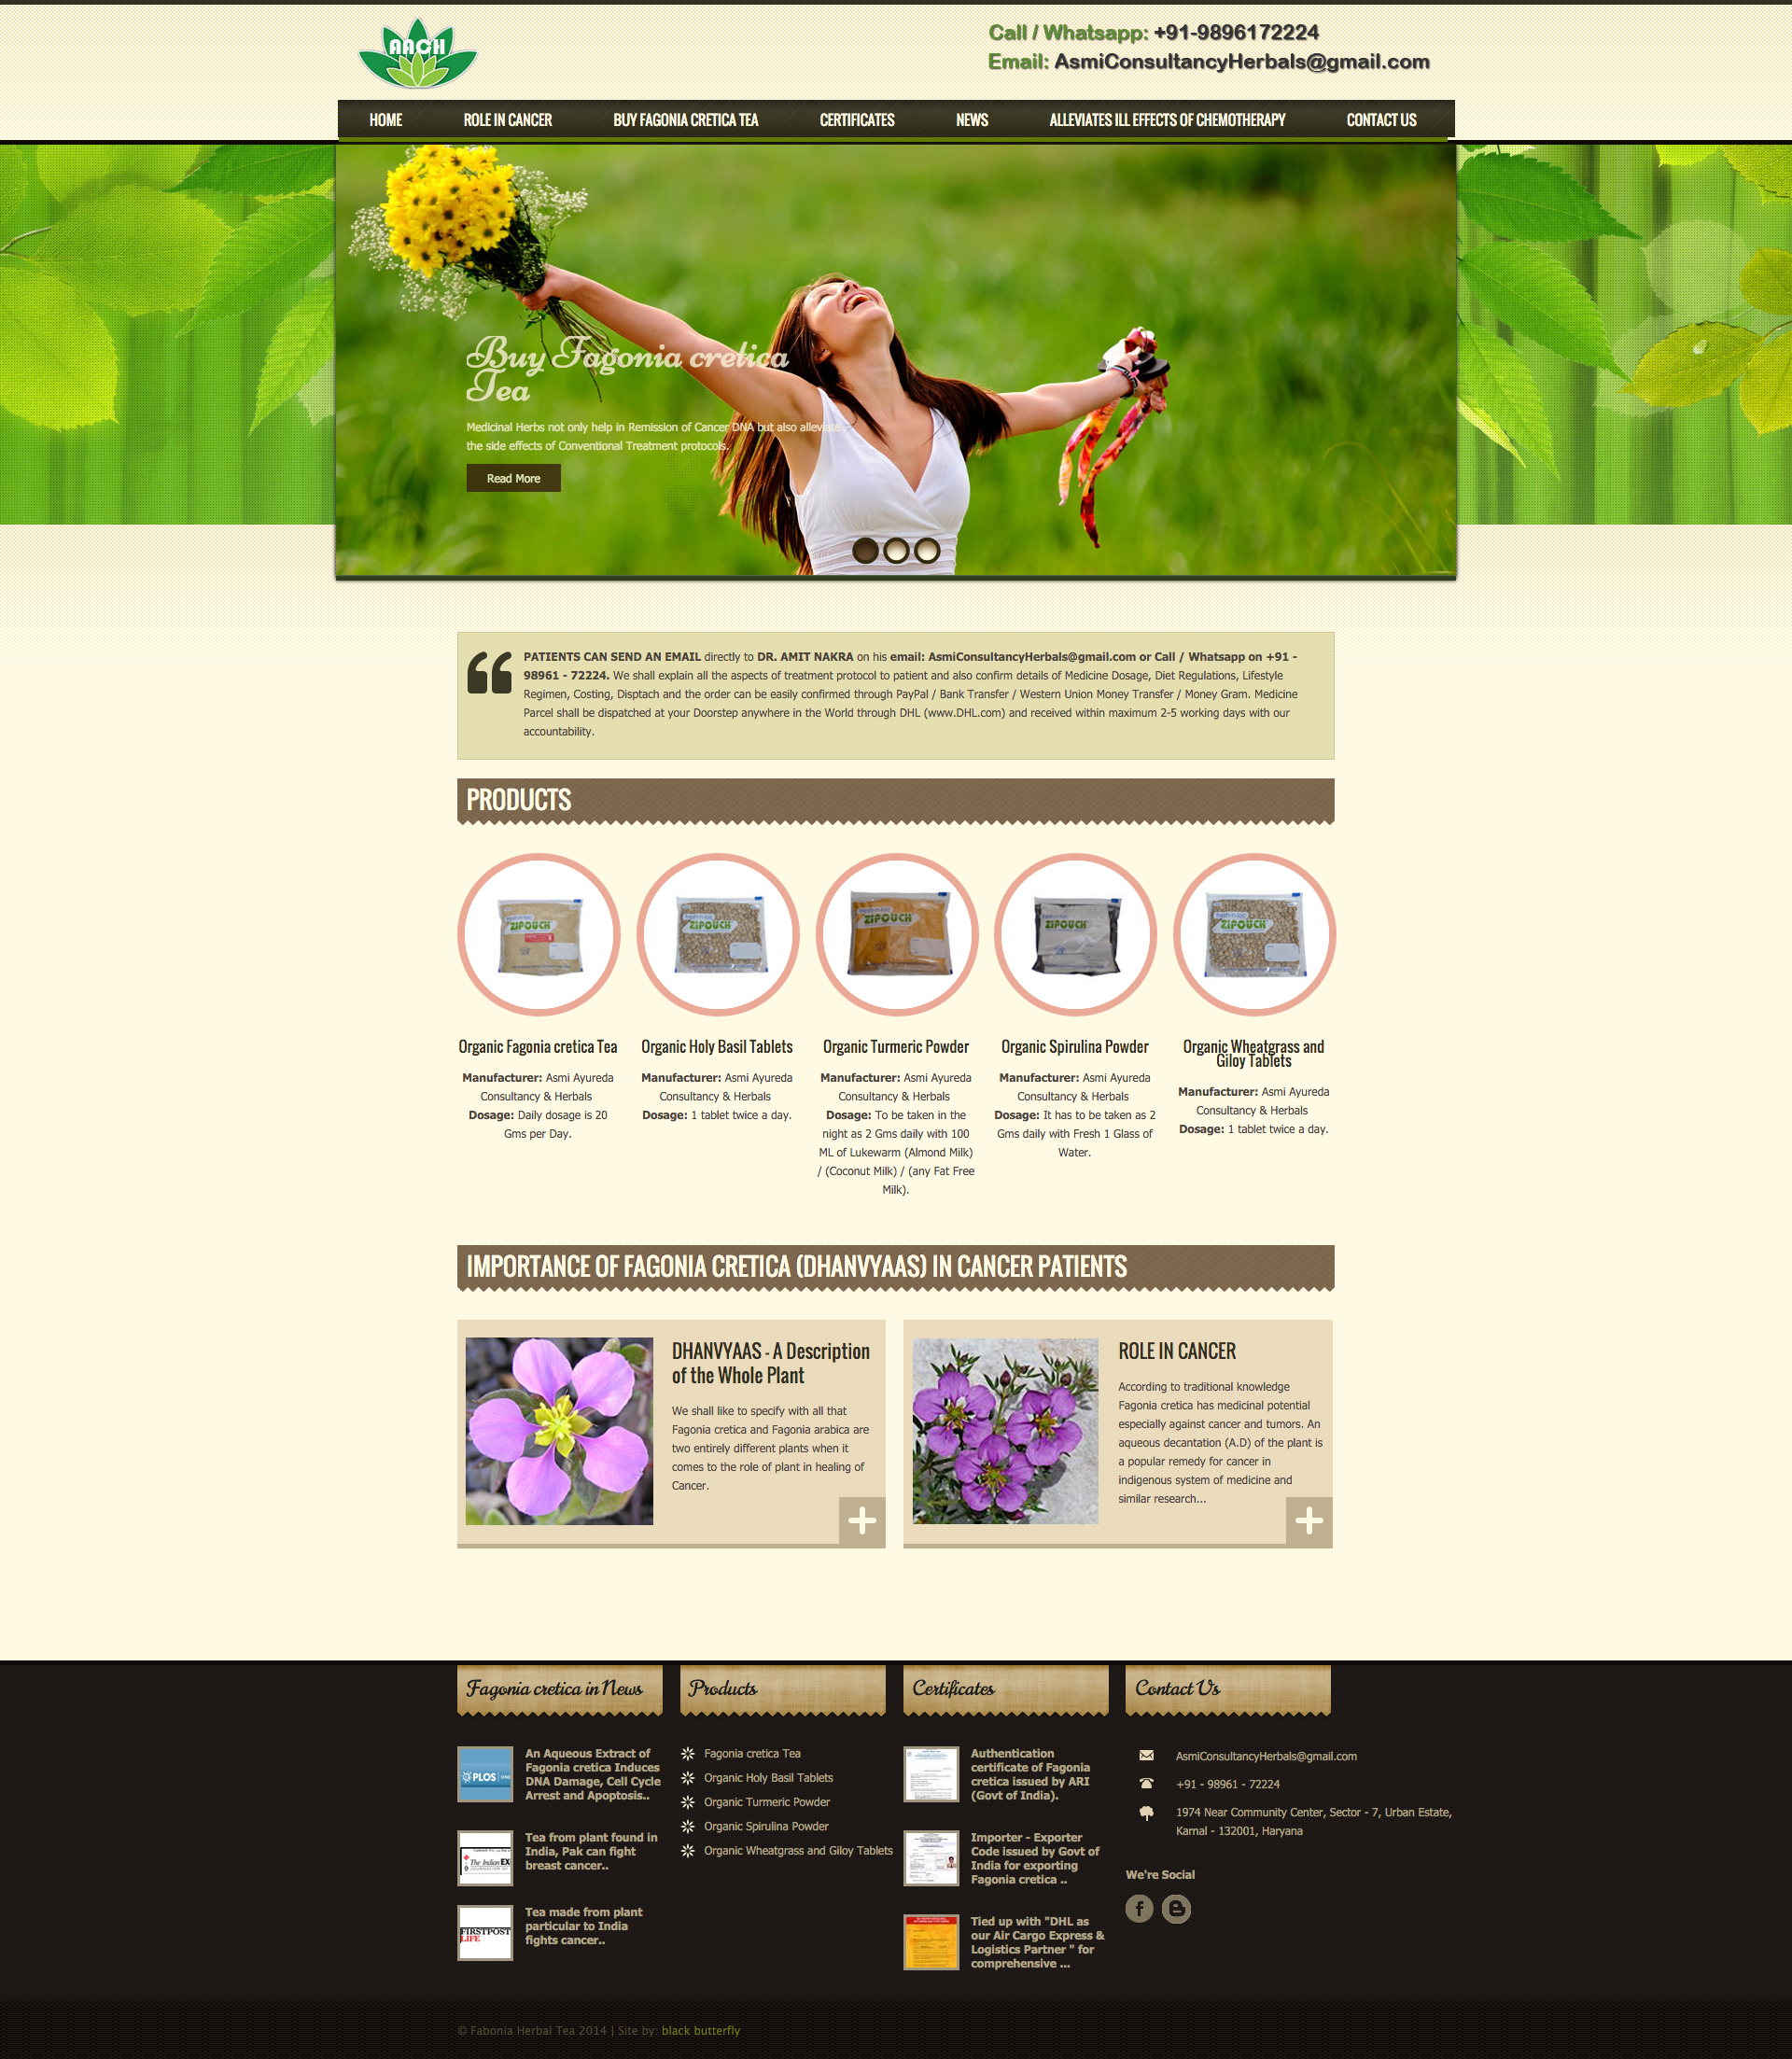 AACH
Call / Whatsapp: +91-9896172224
Email: AsmiConsultancyHerbals@gmail.com
HOME ROLE IN CANCER BUY FAGONIA CRETICA TEA CERTIFICATES NEWS ALLEVIATES ILL EFFECTS OF CHEMOTHERAPY CONTACT US
Buy Fagonia cretica
Tea
Medicinal Herbs not only help in Remission of Cancer DNA but also alleviate
the side effects of Conventional Treatment protocols.
Read More
PATIENTS CAN SEND AN EMAIL directly to DR. AMIT NAKRA on his email: AsmiConsultancyHerbals@gmail.com or Call / Whatsapp on +91 -
98961 - 72224. We shall explain all the aspects of treatment protocol to patient and also confirm details of Medicine Dosage, Diet Regulations, Lifestyle
Regimen, Costing, Disptach and the order can be easily confirmed through PayPal / Bank Transfer / Western Union Money Transfer / Money Gram. Medicine
Parcel shall be dispatched at your Doorstep anywhere in the World through DHL (www.DHL.com) and received within maximum 2-5 working days with our
accountability.
PRODUCTS
ZIPOUCH
ZIPOUCH
ZIPOUCH
ZIPOUCH
ZIPOUCH
Organic Fagonia cretica Tea
Manufacturer: Asmi Ayureda
Consultancy & Herbals
Dosage: Daily dosage is 20
Gms per Day.
Organic Holy Basil Tablets
Manufacturer: Asmi Ayureda
Consultancy & Herbals
Dosage: 1 tablet twice a day.
Organic Turmeric Powder
Manufacturer: Asmi Ayureda
Consultancy & Herbals
Dosage: To be taken in the
night as 2 Gms daily with 100
ML of Lukewarm (Almond Milk)
/ (Coconut Milk) / (any Fat Free
Milk).
Organic Spirulina Powder
Manufacturer: Asmi Ayureda
Consultancy & Herbals
Dosage: It has to be taken as 2
Gms daily with Fresh 1 Glass of
Water.
Organic Wheatgrass and
Giloy Tablets
Manufacturer: Asmi Ayureda
Consultancy & Herbals
Dosage: 1 tablet twice a day.
IMPORTANCE OF FAGONIA CRETICA (DHANVYAAS) IN CANCER PATIENTS
DHANVYAAS - A Description
of the Whole Plant
We shall like to specify with all that
Fagonia cretica and Fagonia arabica are
two entirely different plants when it
comes to the role of plant in healing of
Cancer.
ROLE IN CANCER
According to traditional knowledge
Fagonia cretica has medicinal potential
especially against cancer and tumors. An
aqueous decantation (A.D) of the plant is
a popular remedy for cancer in
indigenous system of medicine and
similar research...
Fagonia cretica in News
PLOS
An Aqueous Extract of
Fagonia cretica Induces
DNA Damage, Cell Cycle
Arrest and Apoptosis..
The Indian EX
Tea from plant found in
India, Pak can fight
breast cancer..
FIRSTPOST
LIFE
Tea made from plant
particular to India
fights cancer..
Products
Fagonia cretica Tea
Organic Holy Basil Tablets
Organic Turmeric Powder
Organic Spirulina Powder
Organic Wheatgrass and Giloy Tablets
Certificates
Authentication
certificate of Fagonia
cretica issued by ARI
(Govt of India).
Importer - Exporter
Code issued by Govt of
India for exporting
Fagonia cretica ..
Tied up with "DHL as
our Air Cargo Express &
Logistics Partner " for
comprehensive ...
Contact Us
AsmiConsultancyHerbals@gmail.com
+91 - 98961 - 72224
1974 Near Community Center, Sector - 7, Urban Estate,
Karnal - 132001, Haryana
We're Social
© Fabonia Herbal Tea 2014 | Site by: black butterfly